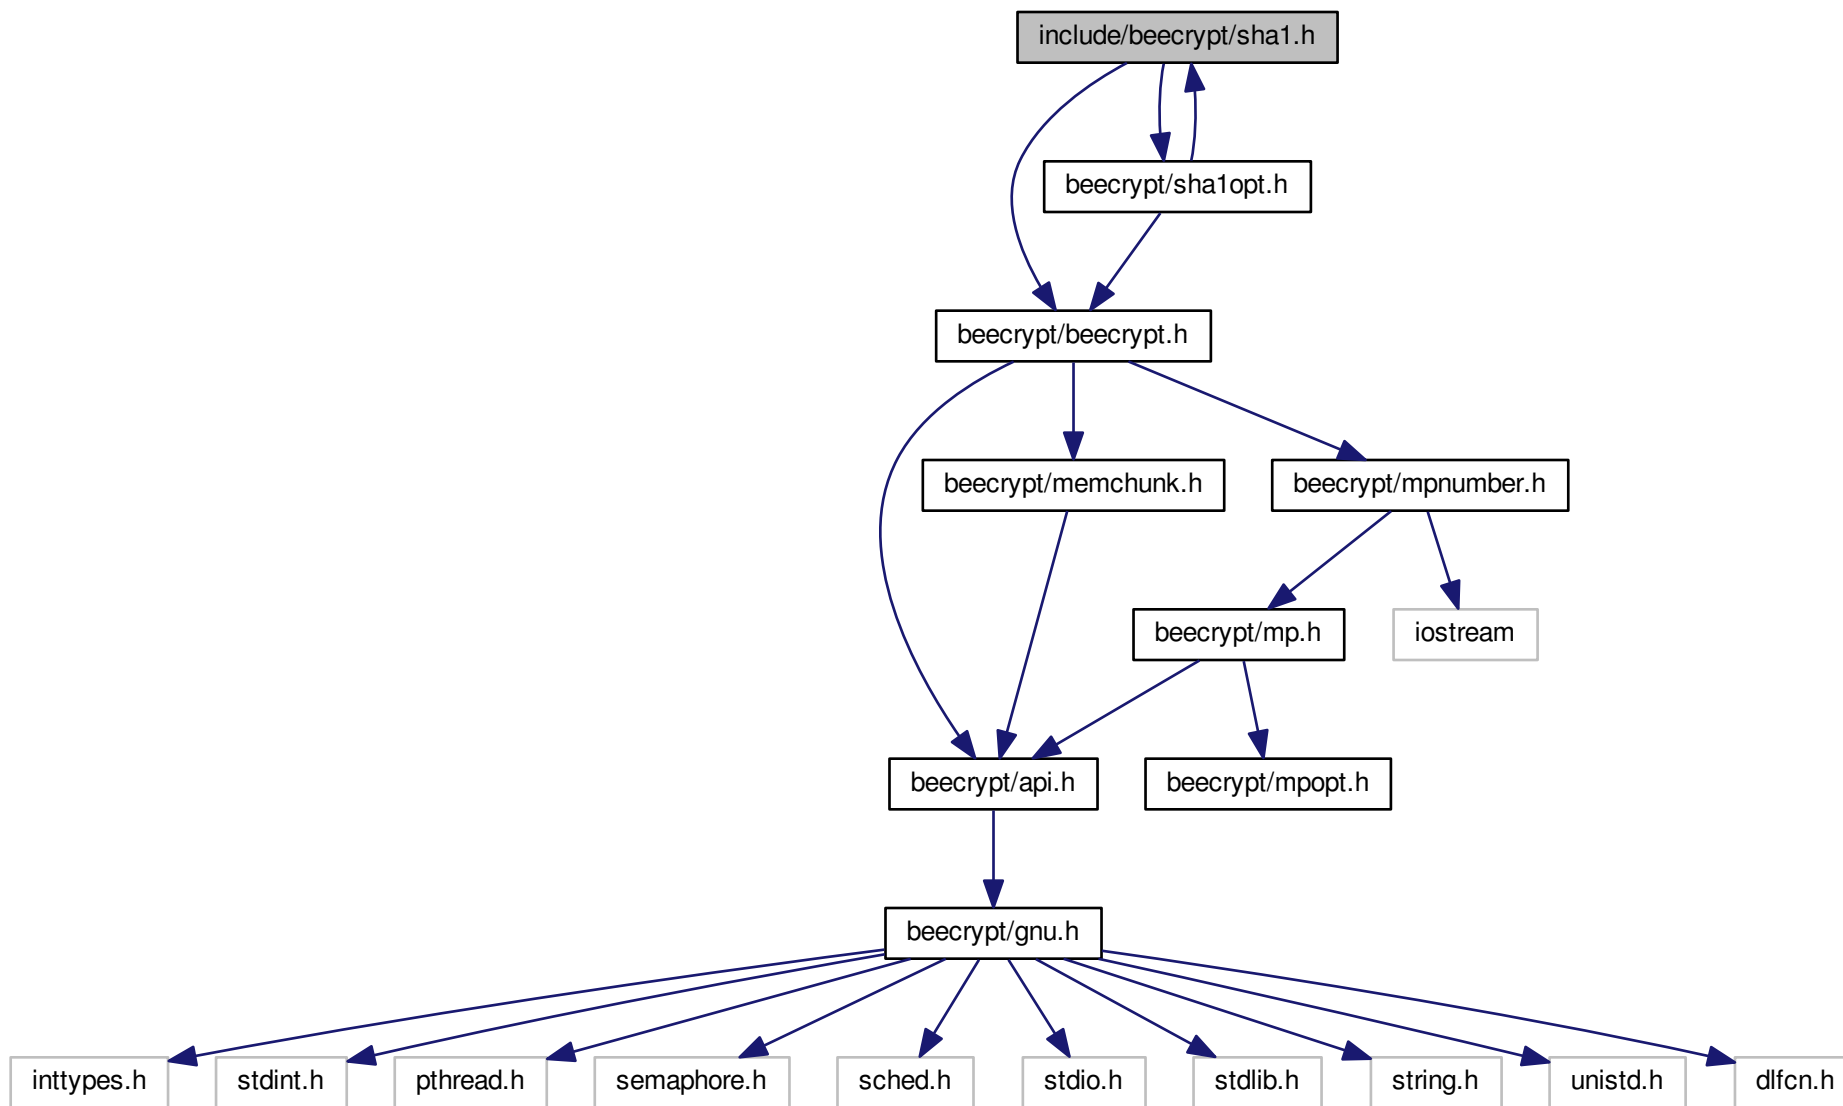 include/beecrypt/sha1.h
beecrypt/sha1opt.h
beecrypt/beecrypt.h
beecrypt/memchunk.h
beecrypt/mpnumber.h
beecrypt/mp.h
iostream
beecrypt/api.h
beecrypt/mpopt.h
beecrypt/gnu.h
inttypes.h
stdint.h
pthread.h
semaphore.h
sched.h
stdio.h
stdlib.h
string.h
unistd.h
dlfcn.h